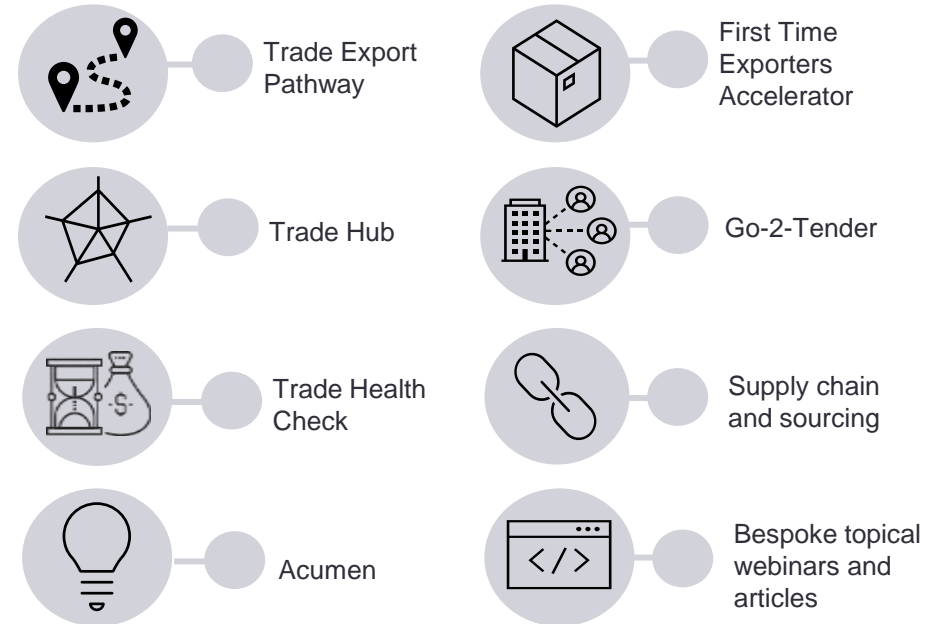 Trade Export
Pathway
First Time
Exporters
Accelerator
Trade Hub
Go-2-Tender
-S-
Trade Health
Check
Supply chain
and sourcing
</>
Acumen
Bespoke topical
webinars and
articles